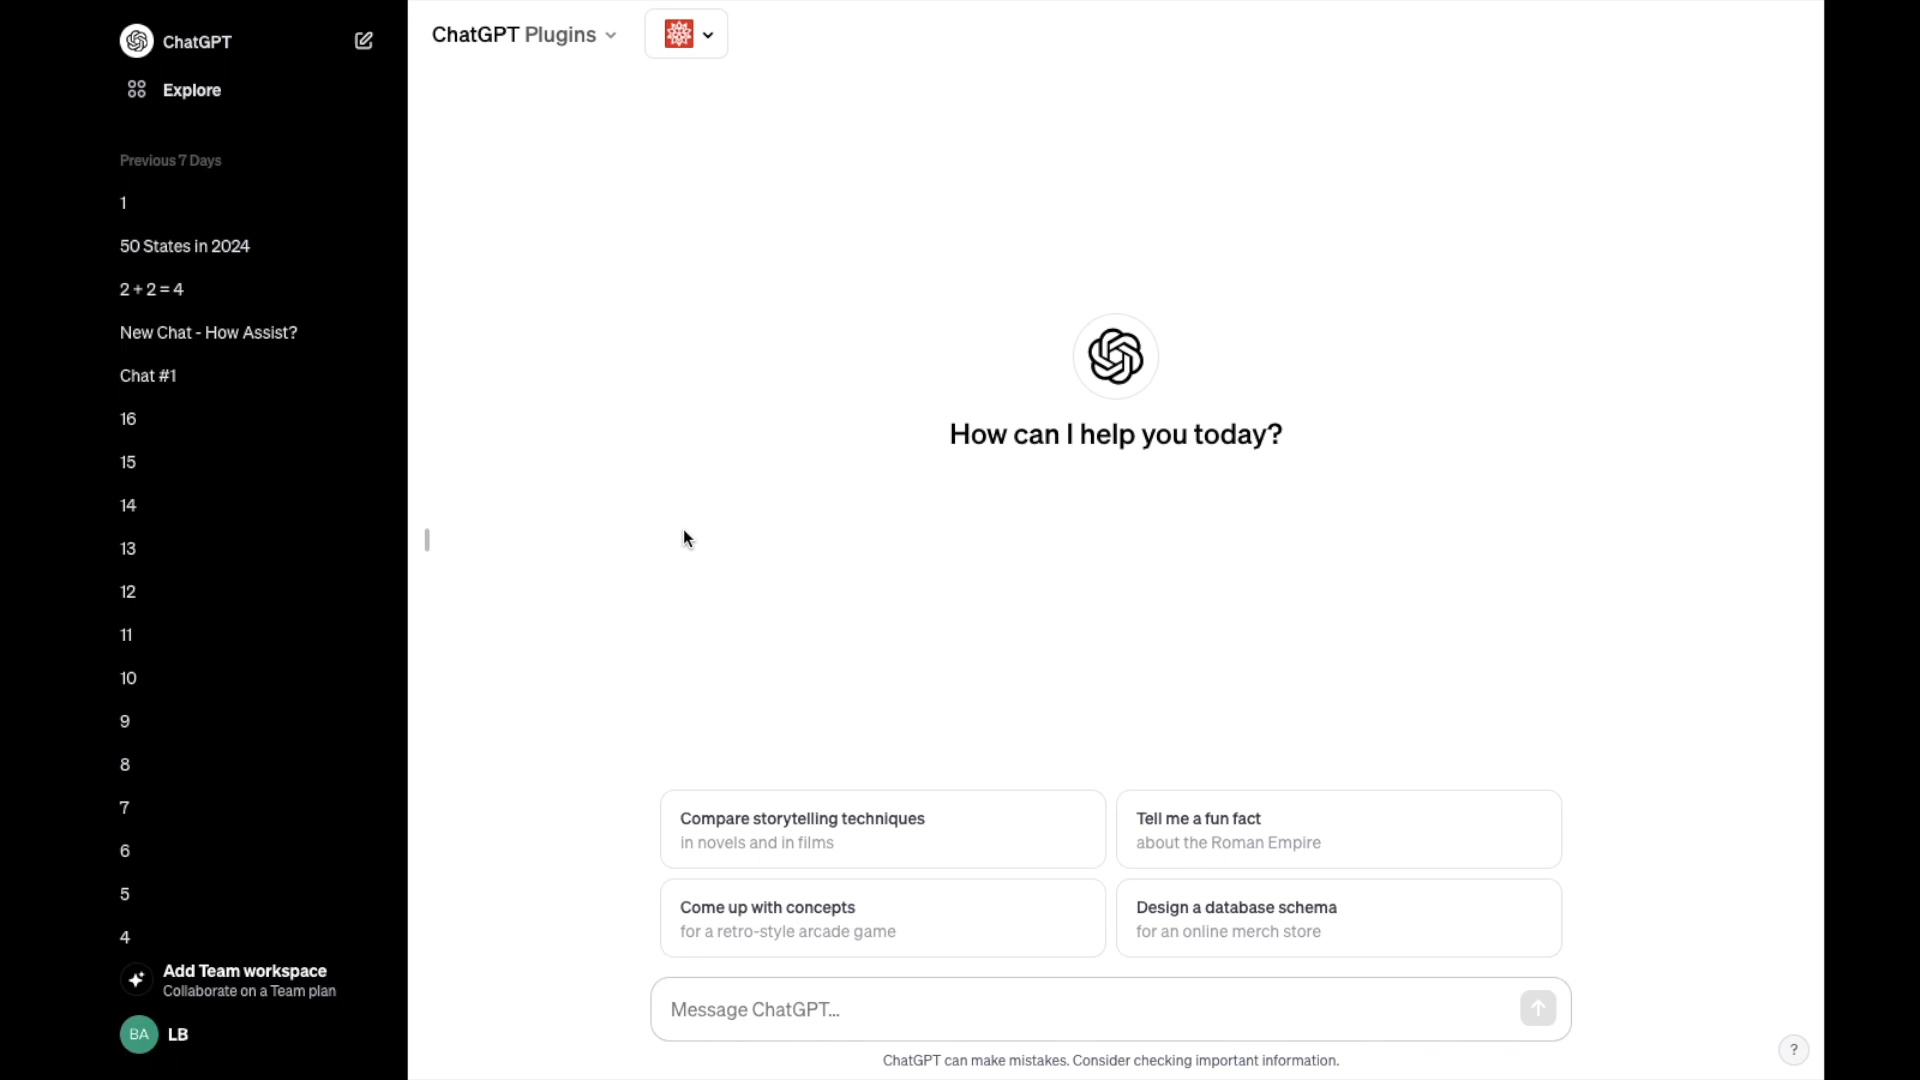 ChatGPT
Explore
Previous 7 Days
1
50 States in 2024
2 + 2 = 4
New Chat - How Assist?
Chat #1
16
15
14
13
12
11
10
9
8
7
6
5
4
Add Team workspace
Collaborate on a Team plan
BA LB
ChatGPT Plugins
How can I help you today?
Compare storytelling techniques
in novels and in films
Tell me a fun fact
about the Roman Empire
Come up with concepts
for a retro-style arcade game
Design a database schema
for an online merch store
Message ChatGPT...
ChatGPT can make mistakes. Consider checking important information.
?